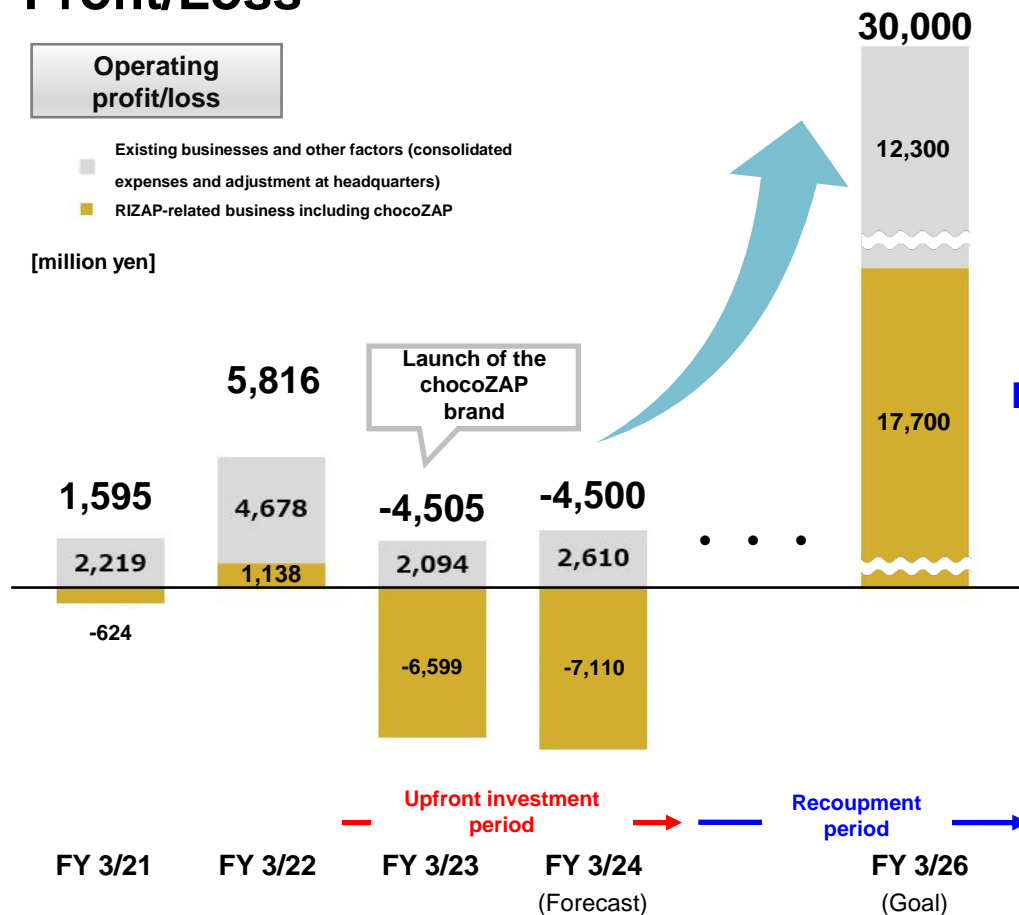 Profit/Loss
Operating
profit/loss
Existing businesses and other factors (consolidated
expenses and adjustment at headquarters)
RIZAP-related business including chocoZAP
[million yen]
30,000
12,300
17,700
Launch of the
chocoZAP
brand
5,816
4,678
1,138
1,595
2,219
-624
-4,505
2,094
-6,599
-4,500
2,610
-7,110
• • •
Upfront investment
period
Recoupment
period
FY 3/21
FY 3/22
FY 3/23
FY 3/24
(Forecast)
FY 3/26
(Goal)